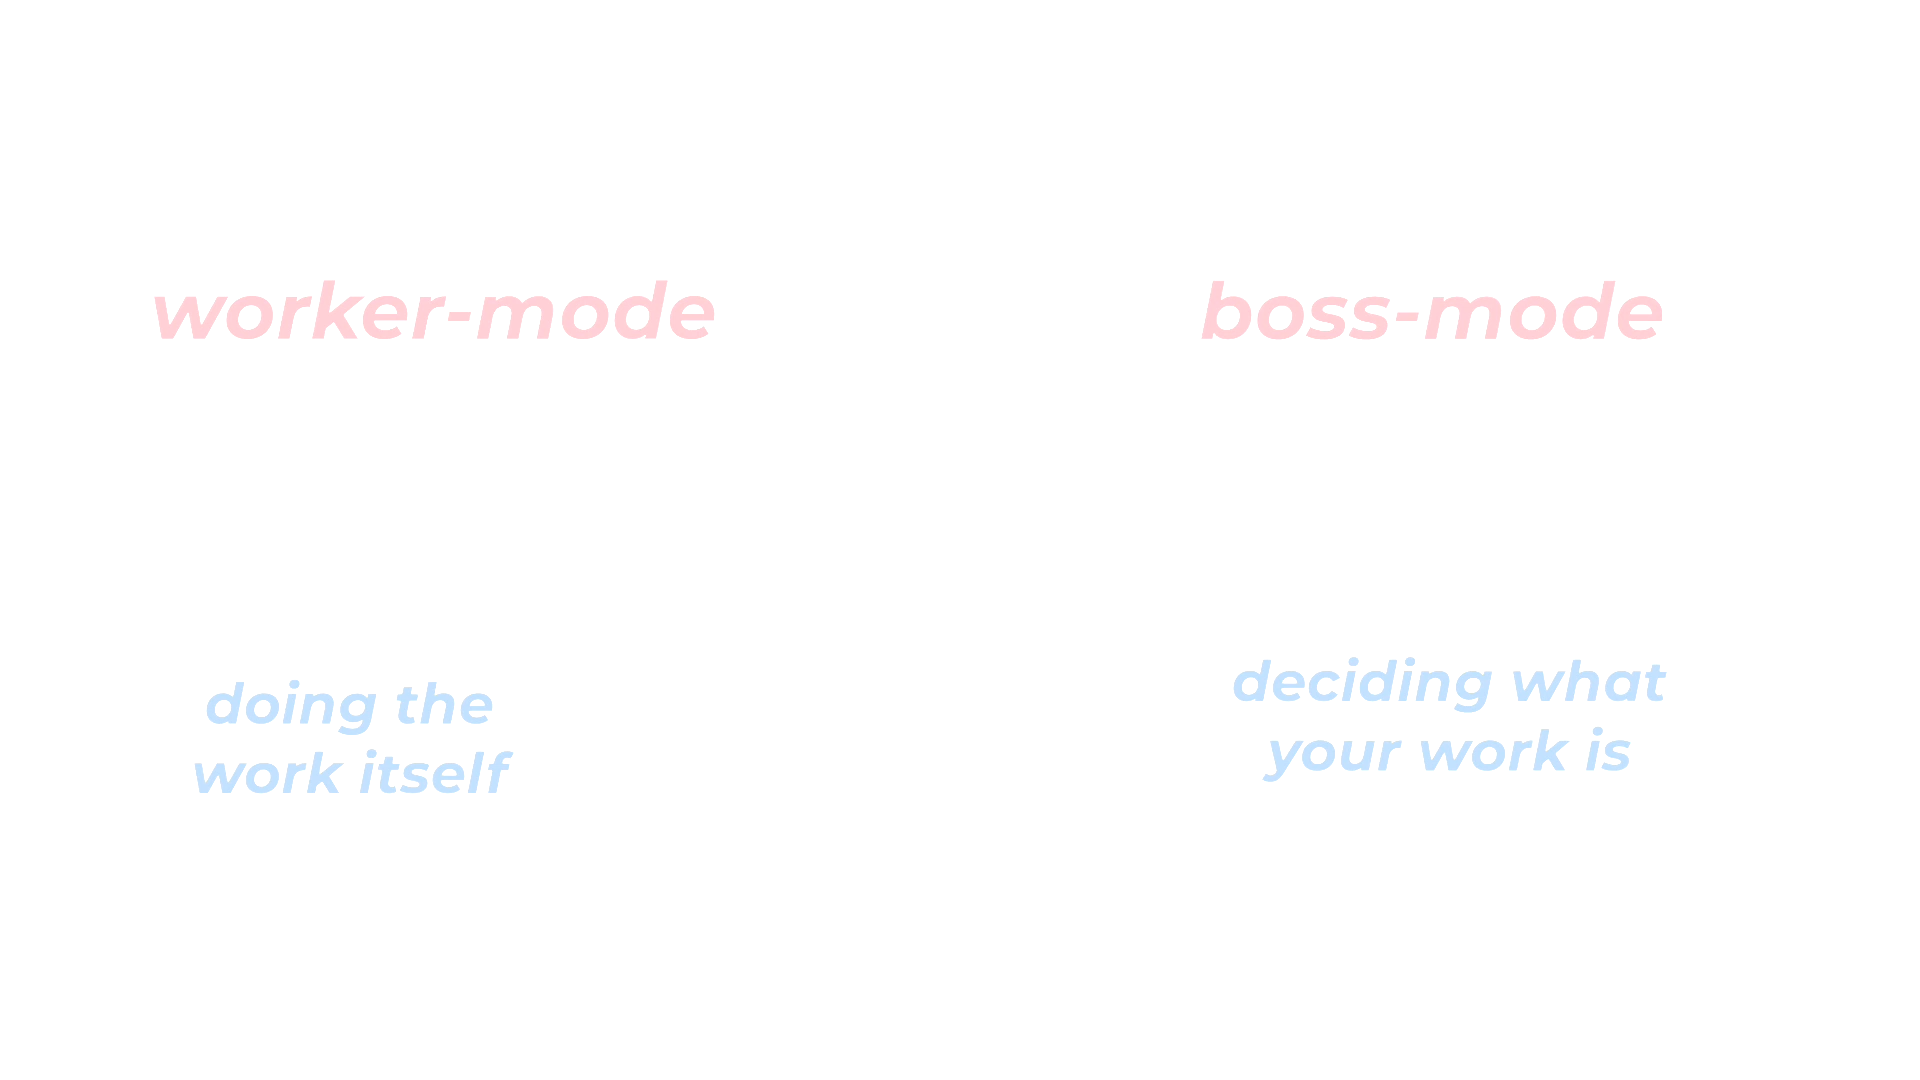 worker-mode
boss-mode
doing the
work itself
deciding what
your work is